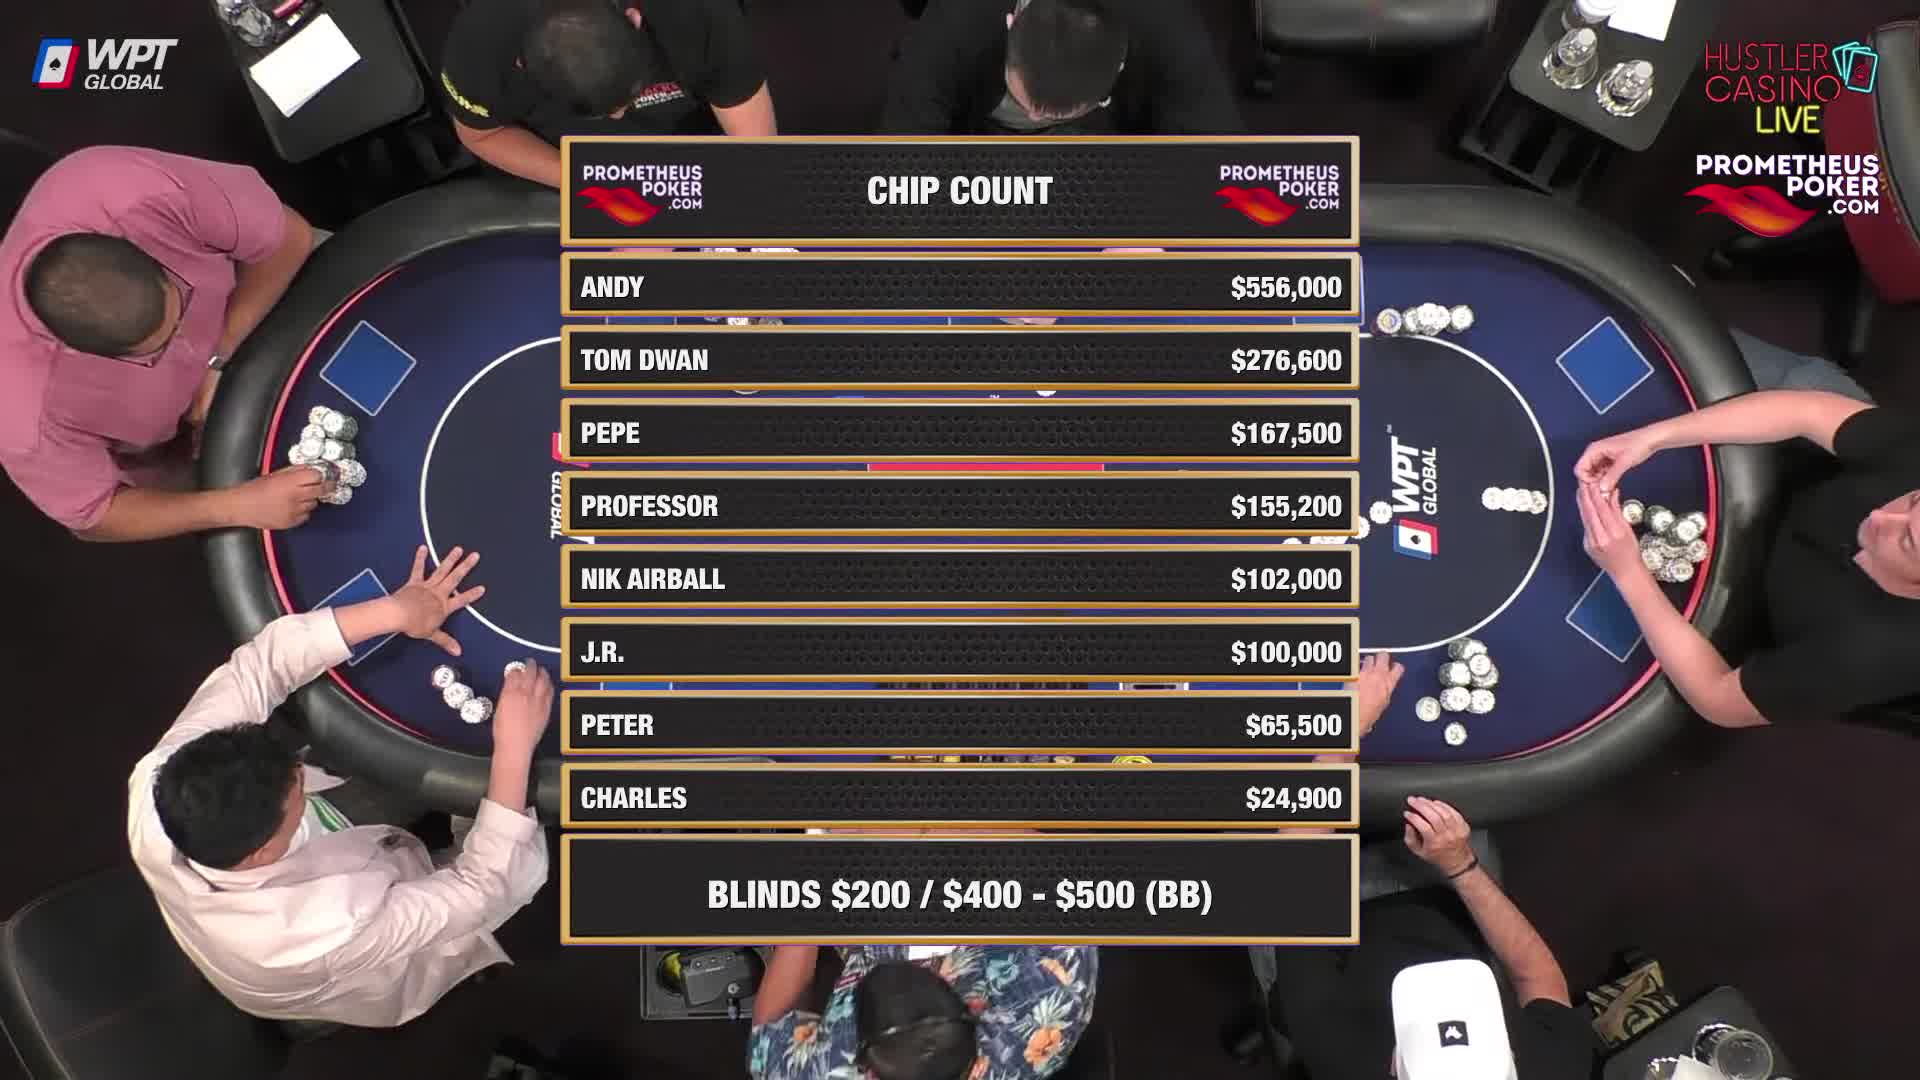 WPT
GLOBAL
HUSTLER
CASINO
LIVE
PROMETHEUS
POKER
.COM
PROMETHEUS
POKER
.COM
CHIP COUNT
PROMETHEUS
POKER
.COM
ANDY $556,000
TOM DWAN $276,600
PEPE $167,500
PROFESSOR $155,200
NIK AIRBALL $102,000
J.R. $100,000
PETER $65,500
CHARLES $24,900
BLINDS $200 / $400 - $500 (BB)
WPT
GLOBAL
GLOBAL